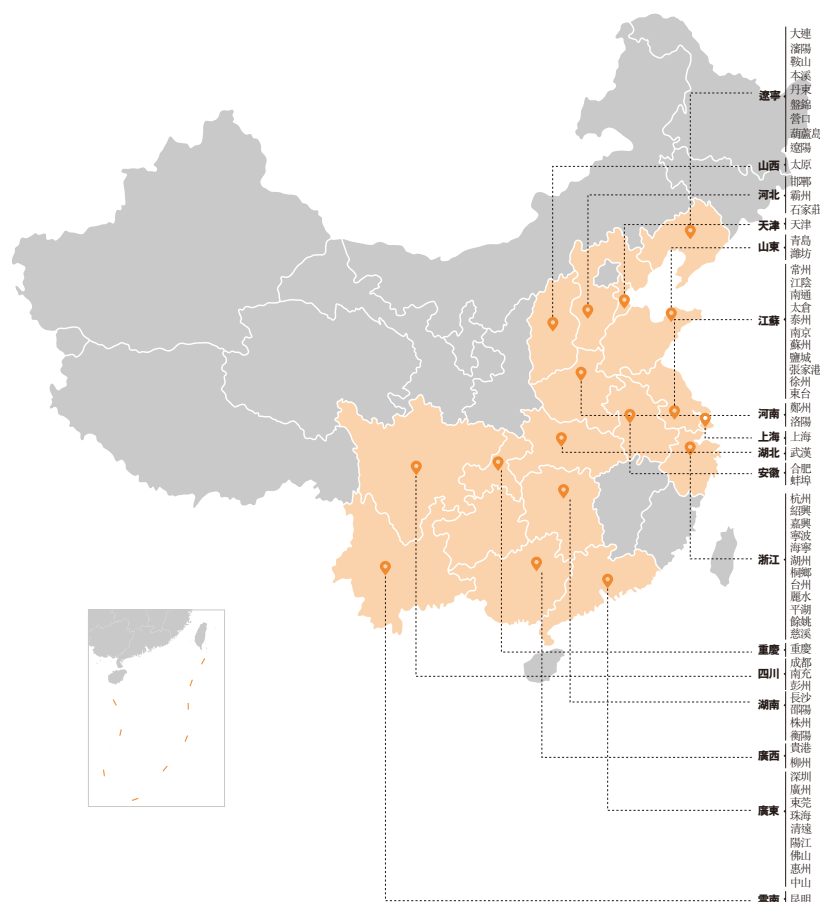 遼寧
大連
瀋陽
鞍山
本溪
丹東
盤錦
營口
葫蘆島
遼陽
山西
太原
河北
邯鄲
霸州
石家莊
天津
天津
山東
青島
濰坊
江蘇
常州
江陰
南通
太倉
泰州
南京
蘇州
鹽城
張家港
徐州
東台
河南
鄭州
洛陽
上海
上海
湖北
武漢
安徽
合肥
蚌埠
浙江
杭州
紹興
嘉興
寧波
海寧
湖州
桐鄉
台州
麗水
平湖
餘姚
慈溪
重慶
重慶
四川
成都
南充
彭州
湖南
長沙
邵陽
株州
衡陽
廣西
貴港
柳州
廣東
深圳
廣州
東莞
珠海
清遠
陽江
佛山
惠州
中山
雲南
昆明